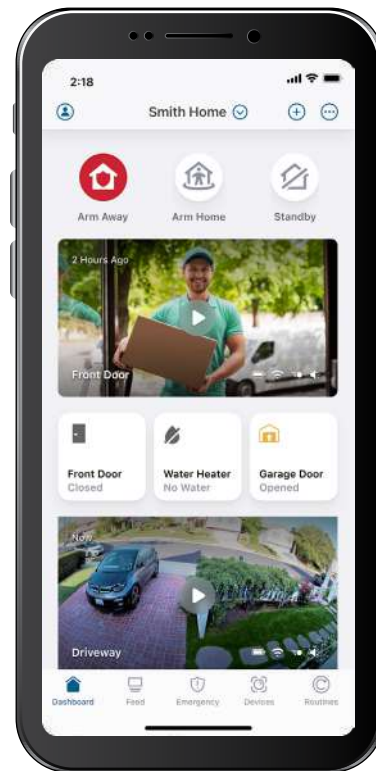 2:18
Smith Home
Arm Away
Arm Home
Standby
2 Hours Ago
Front Door
Front Door
Closed
Water Heater
No Water
Garage Door
Opened
Now
Driveway
Dashboard
Feed
Emergency
Devices
Routines